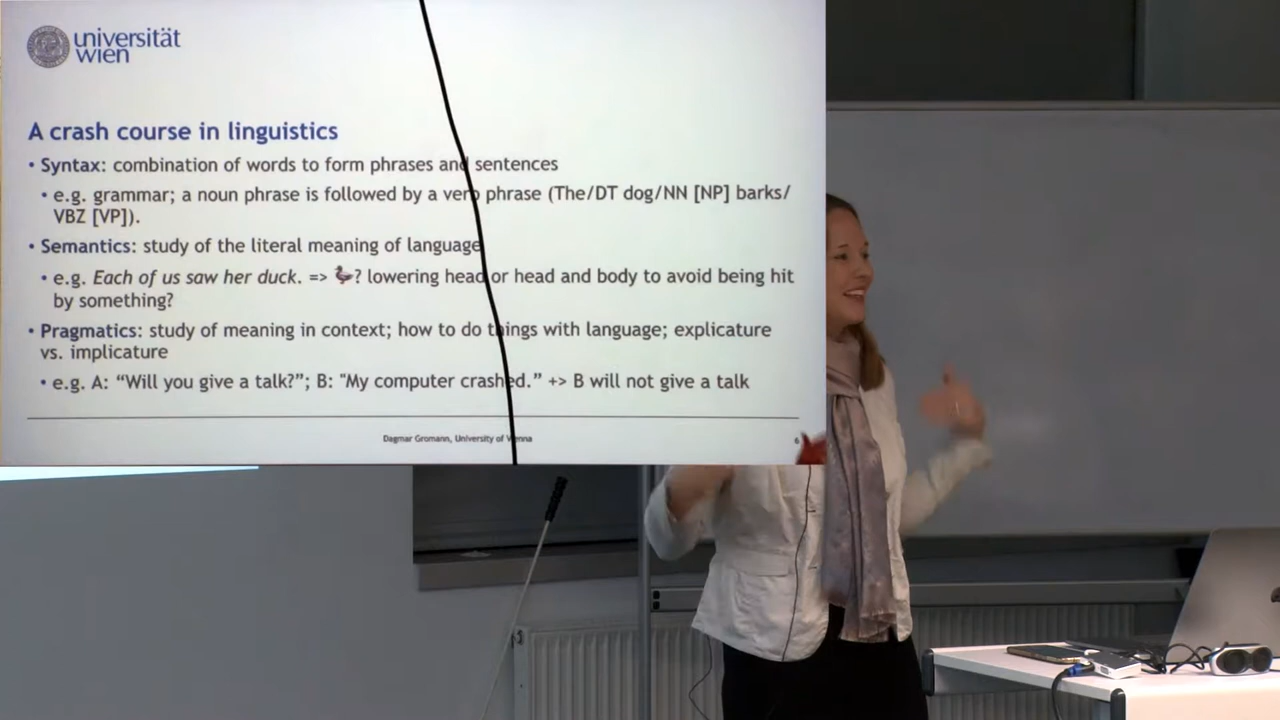 universität
wien
A crash course in linguistics
• Syntax: combination of words to form phrases and sentences
• e.g. grammar; a noun phrase is followed by a verb phrase (The/DT dog/NN [NP] barks/
VBZ [VP]).
• Semantics: study of the literal meaning of language
• e.g. Each of us saw her duck. => 🦆? lowering head or head and body to avoid being hit
by something?
• Pragmatics: study of meaning in context; how to do things with language; explicature
vs. implicature
• e.g. A: “Will you give a talk?”; B: "My computer crashed.” +> B will not give a talk
Dagmar Gromann, University of Vienna
6